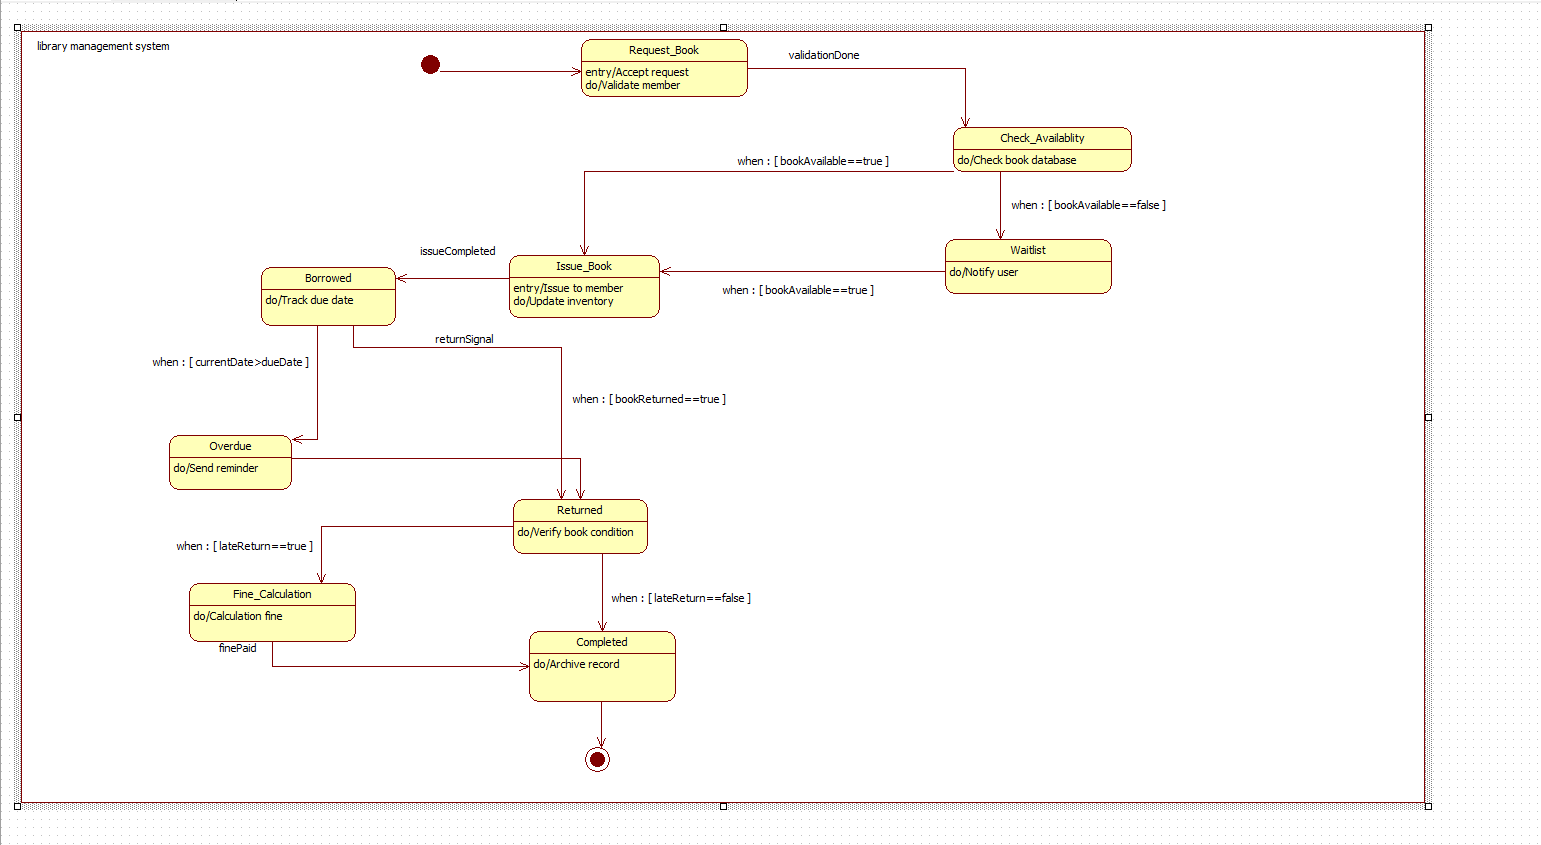 library management system
Request_Book
entry/Accept request
do/Validate member
validationDone
Check_Availablity
do/Check book database
when : [ bookAvailable==true ]
when : [ bookAvailable==false ]
Waitlist
do/Notify user
issueCompleted
Issue_Book
entry/Issue to member
do/Update inventory
when : [ bookAvailable==true ]
Borrowed
do/Track due date
returnSignal
when : [ currentDate>dueDate ]
when : [ bookReturned==true ]
Overdue
do/Send reminder
Returned
do/Verify book condition
when : [ lateReturn==true ]
Fine_Calculation
do/Calculation fine
when : [ lateReturn==false ]
finePaid
Completed
do/Archive record